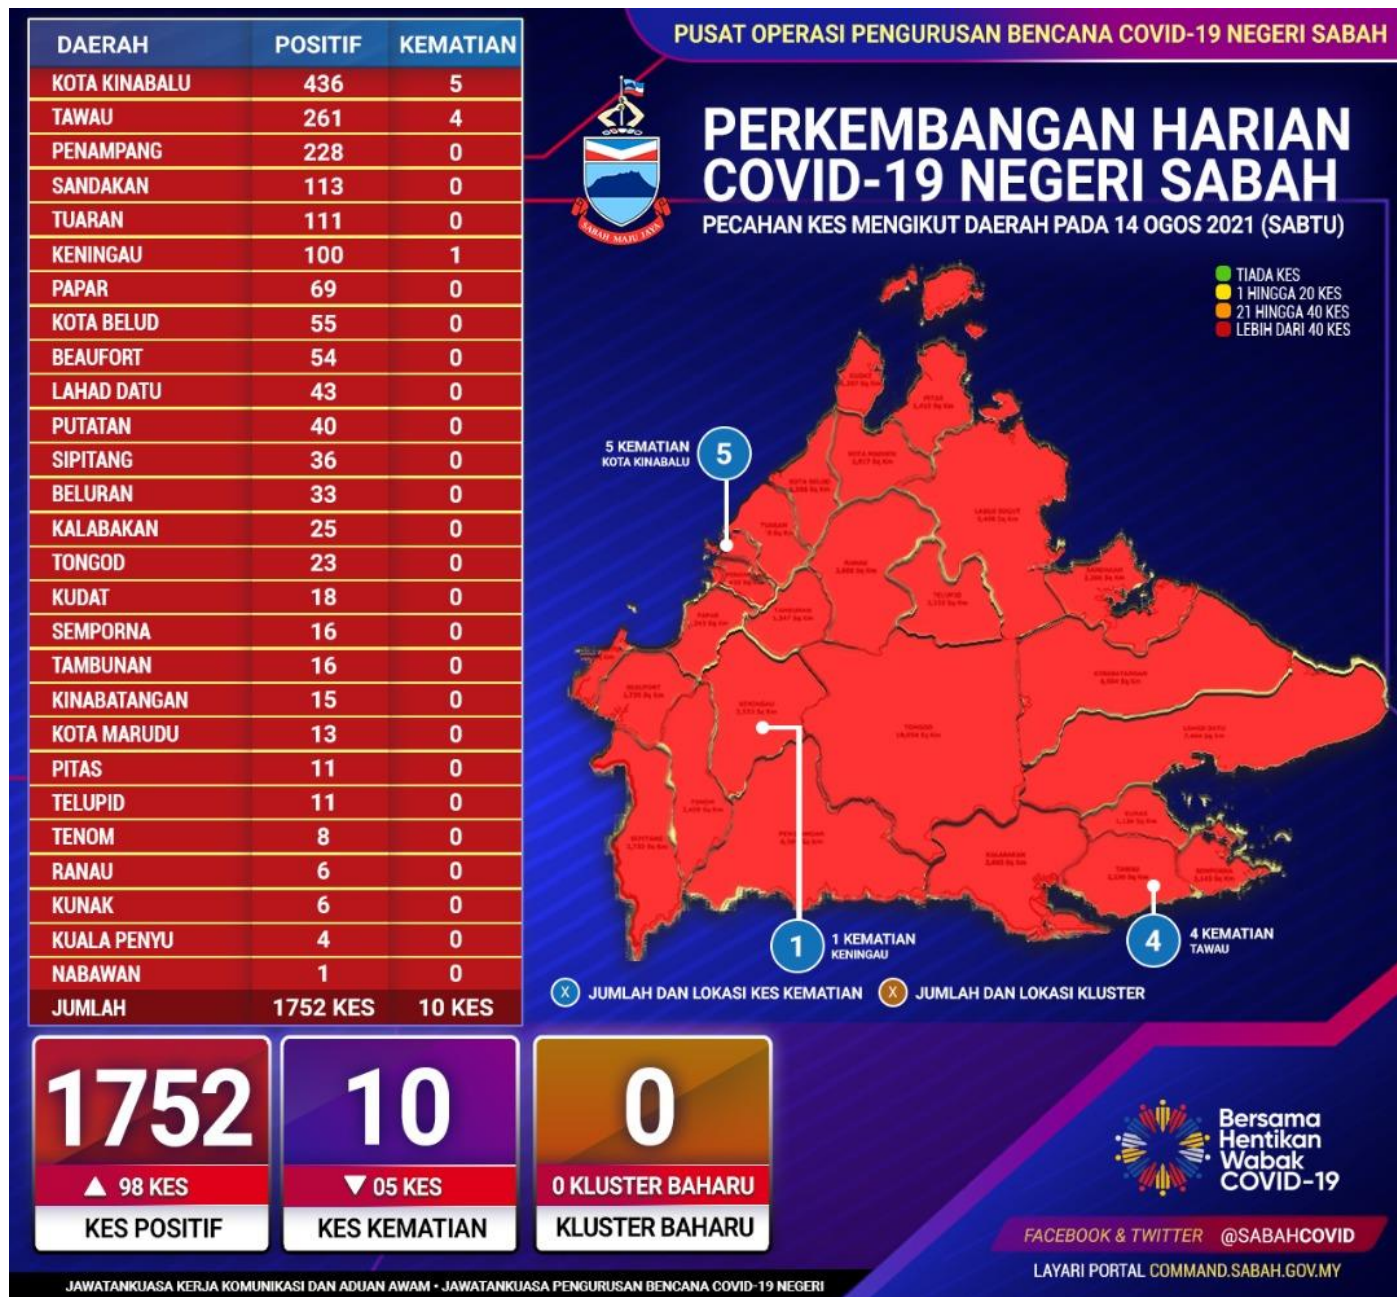 PUSAT OPERASI PENGURUSAN BENCANA COVID-19 NEGERI SABAH
PERKEMBANGAN HARIAN
COVID-19 NEGERI SABAH
PECAHAN KES MENGIKUT DAERAH PADA 14 OGOS 2021 (SABTU)
SABAH MAJU JAYA
DAERAH POSITIF KEMATIAN
KOTA KINABALU 436 5
TAWAU 261 4
PENAMPANG 228 0
SANDAKAN 113 0
TUARAN 111 0
KENINGAU 100 1
PAPAR 69 0
KOTA BELUD 55 0
BEAUFORT 54 0
LAHAD DATU 43 0
PUTATAN 40 0
SIPITANG 36 0
BELURAN 33 0
KALABAKAN 25 0
TONGOD 23 0
KUDAT 18 0
SEMPORNA 16 0
TAMBUNAN 16 0
KINABATANGAN 15 0
KOTA MARUDU 13 0
PITAS 11 0
TELUPID 11 0
TENOM 8 0
RANAU 6 0
KUNAK 6 0
KUALA PENYU 4 0
NABAWAN 1 0
JUMLAH 1752 KES 10 KES
TIADA KES
1 HINGGA 20 KES
21 HINGGA 40 KES
LEBIH DARI 40 KES
5 KEMATIAN
KOTA KINABALU
5
1
1 KEMATIAN
KENINGAU
4
4 KEMATIAN
TAWAU
X JUMLAH DAN LOKASI KES KEMATIAN
X JUMLAH DAN LOKASI KLUSTER
1752
▲ 98 KES
KES POSITIF
10
▼ 05 KES
KES KEMATIAN
0
0 KLUSTER BAHARU
KLUSTER BAHARU
Bersama
Hentikan
Wabak
COVID-19
FACEBOOK & TWITTER @SABAHCOVID
LAYARI PORTAL COMMAND.SABAH.GOV.MY
JAWATANKUASA KERJA KOMUNIKASI DAN ADUAN AWAM • JAWATANKUASA PENGURUSAN BENCANA COVID-19 NEGERI